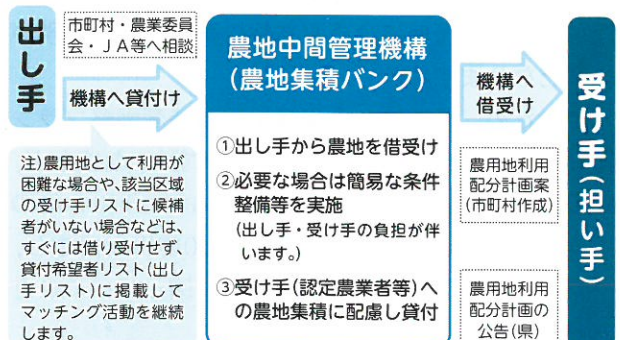 出し手
市町村・農業委員
会・ＪＡ等へ相談
機構へ貸付け
注)農用地として利用が
困難な場合や、該当区域
の受け手リストに候補
者がいない場合などは、
すぐには借り受けせず、
貸付希望者リスト(出し
手リスト)に掲載して
マッチング活動を継続
します。
農地中間管理機構
(農地集積バンク)
①出し手から農地を借受け
②必要な場合は簡易な条件
整備等を実施
(出し手・受け手の負担が伴
います。)
③受け手(認定農業者等)へ
の農地集積に配慮し貸付
機構へ
借受け
農用地利用
配分計画案
(市町村作成)
農用地利用
配分計画の
公告(県)
受け手(担い手)